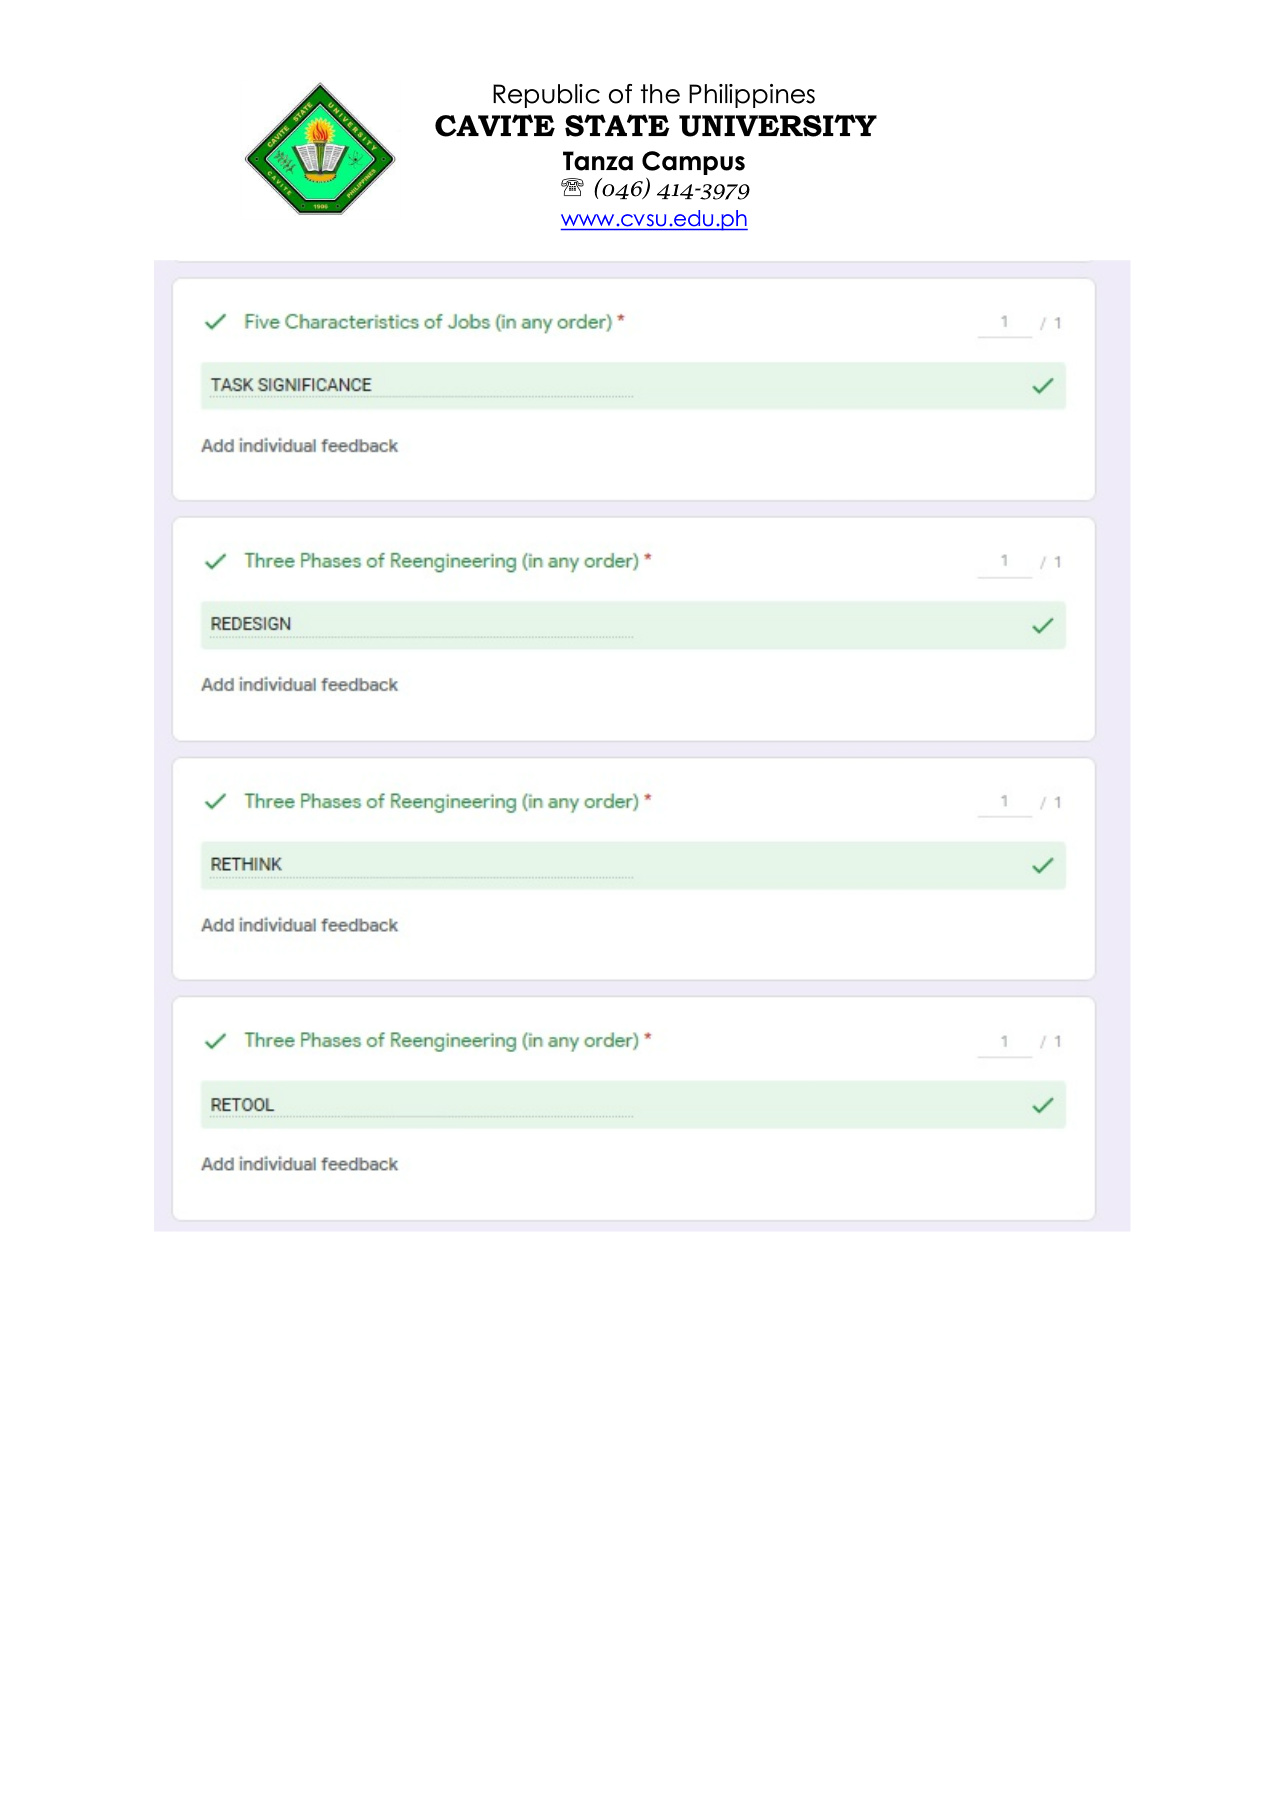 Republic of the Philippines
CAVITE STATE UNIVERSITY
Tanza Campus
☏ (046) 414-3979
www.cvsu.edu.ph
CAVITE STATE UNIVERSITY
CAVITE PHILIPPINES
1906
Five Characteristics of Jobs (in any order) *
1 / 1
TASK SIGNIFICANCE
Add individual feedback
Three Phases of Reengineering (in any order) *
1 / 1
REDESIGN
Add individual feedback
Three Phases of Reengineering (in any order) *
1 / 1
RETHINK
Add individual feedback
Three Phases of Reengineering (in any order) *
1 / 1
RETOOL
Add individual feedback